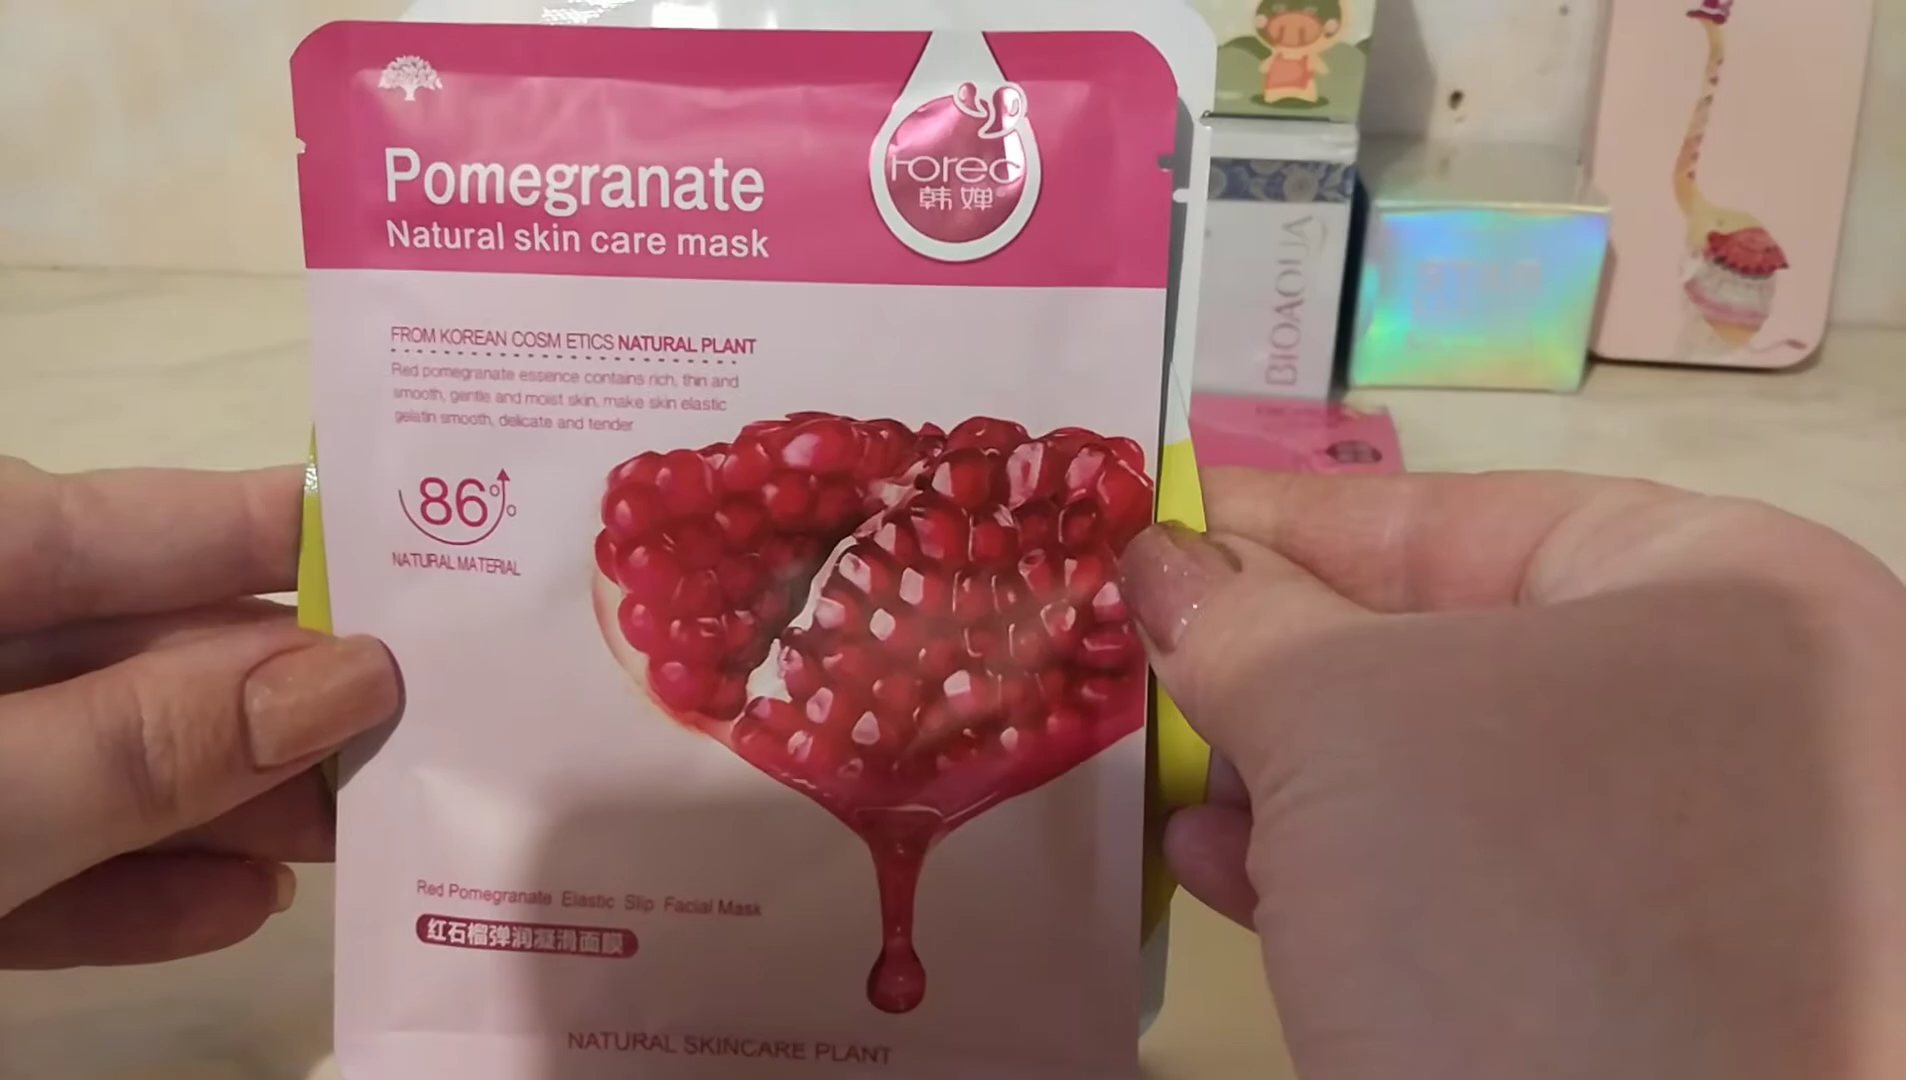 Pomegranate
Natural skin care mask
rorec
韩婵
FROM KOREAN COSM ETICS NATURAL PLANT
Red pomegranate essence contains rich, thin and
smooth, gentle and moist skin, make skin elastic
gelatin smooth, delicate and tender
86%
NATURAL MATERIAL
Red Pomegranate Elastic Slip Facial Mask
红石榴弹润凝滑面膜
NATURAL SKINCARE PLANT
BIOAQUA